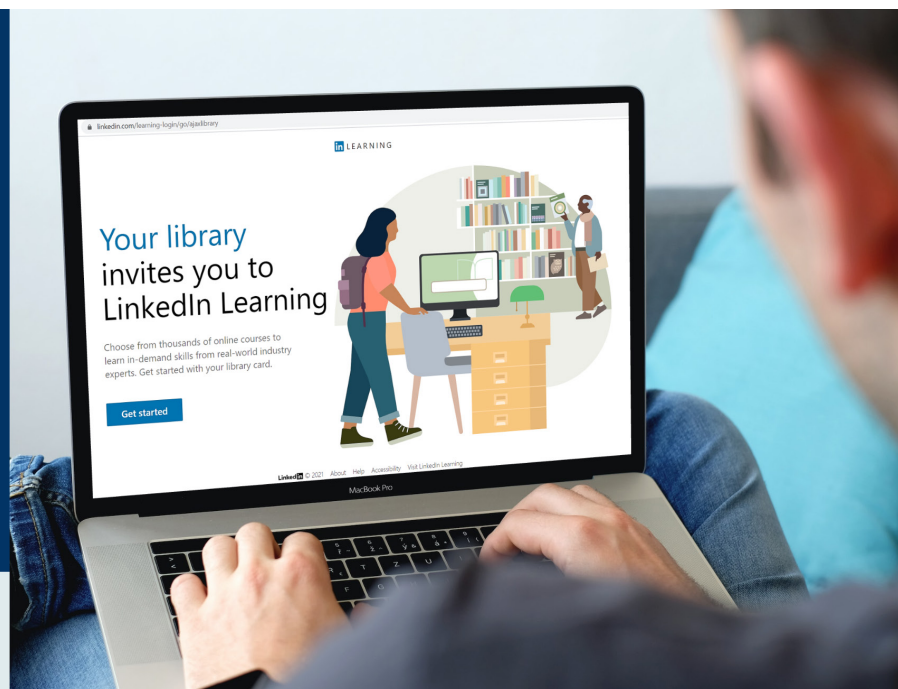 linkedin.com/learning-login/go/ajaxlibrary
in LEARNING
Your library
invites you to
LinkedIn Learning
Choose from thousands of online courses to
learn in-demand skills from real-world industry
experts. Get started with your library card.
Get started
LinkedIn © 2021 About Help Accessibility Visit LinkedIn Learning
MacBook Pro
T Z U
F G